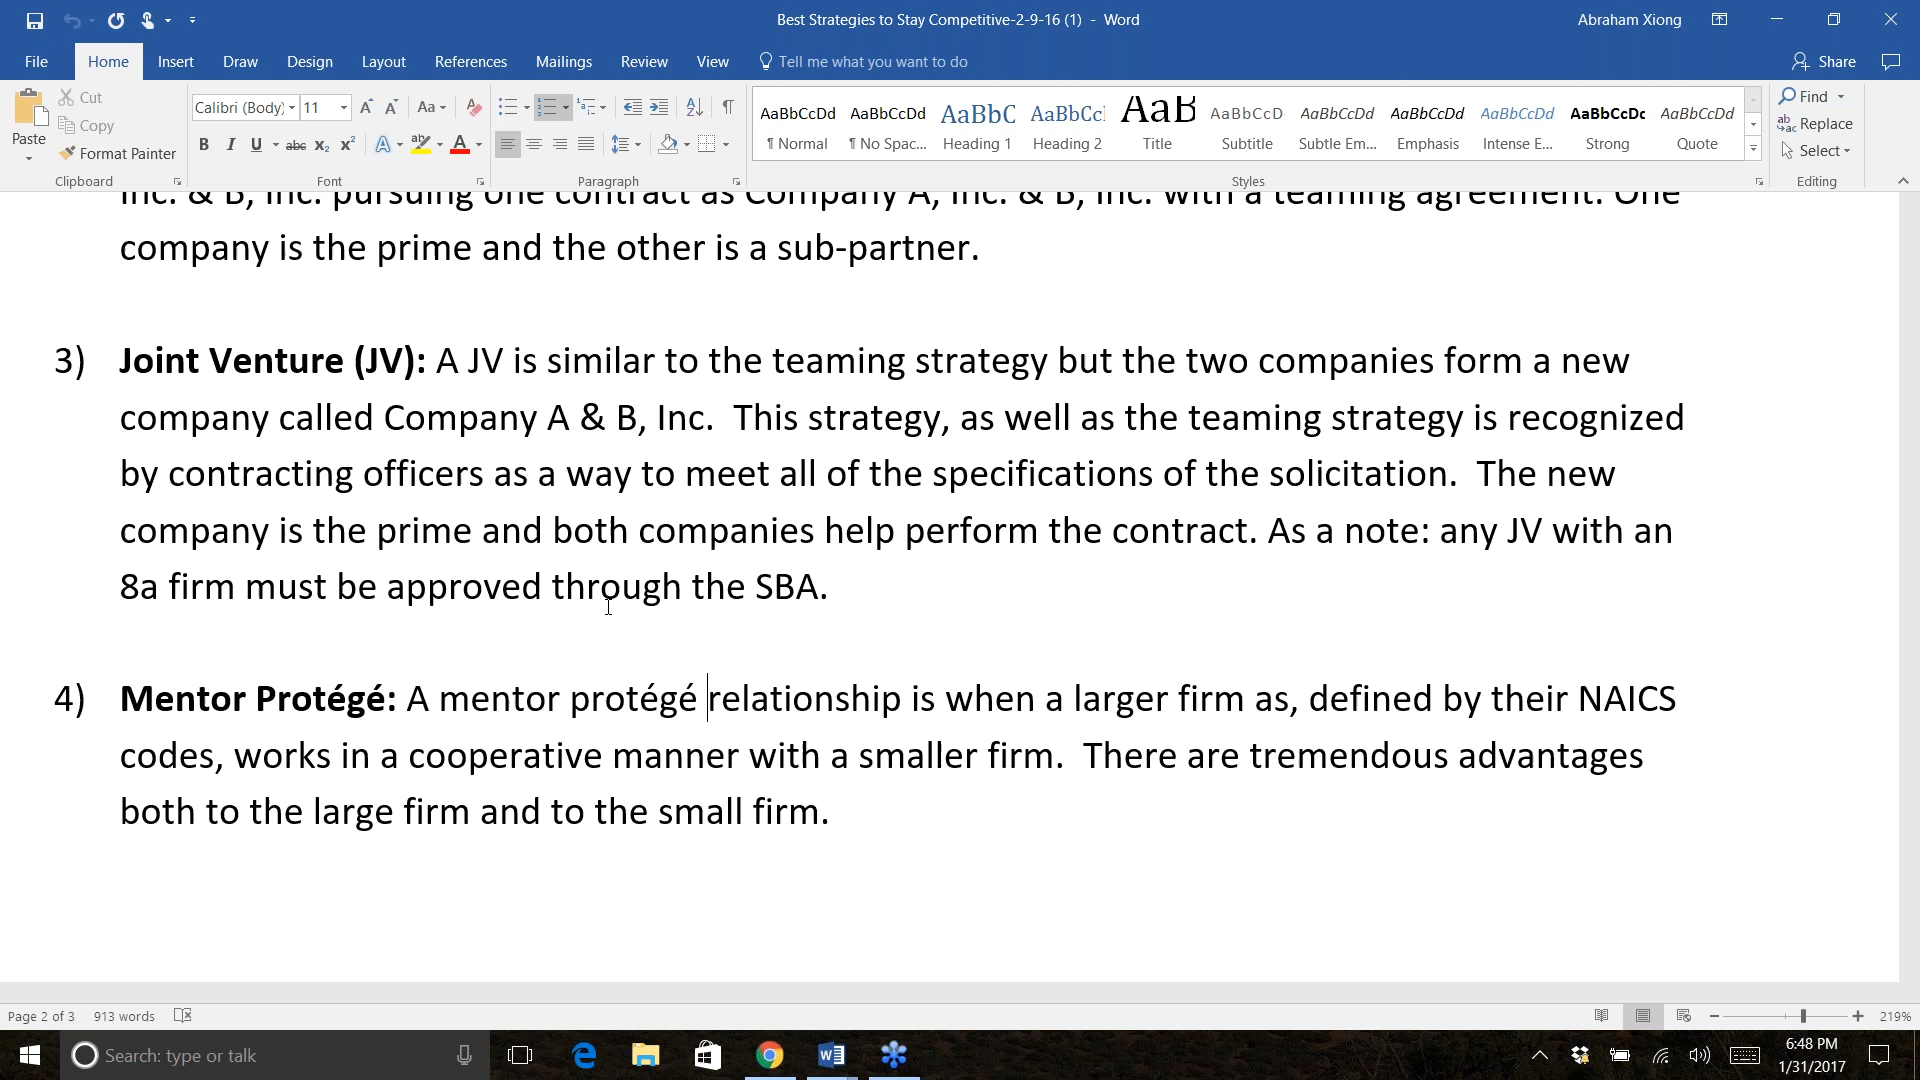 Best Strategies to Stay Competitive-2-9-16 (1) - Word
Abraham Xiong
File Home Insert Draw Design Layout References Mailings Review View Tell me what you want to do Share
Paste
Cut
Copy
Format Painter
Clipboard
Calibri (Body) 11
Font
Paragraph
AaBbCcDd AaBbCcDd AaBbC AaBbCc AaB AaBbCcD AaBbCcDd AaBbCcDd AaBbCcDd AaBbCcDc AaBbCcDd
¶ Normal ¶ No Spac... Heading 1 Heading 2 Title Subtitle Subtle Em... Emphasis Intense E... Strong Quote
Styles
Find
Replace
Select
Editing
Inc. & B, Inc. pursuing one contract as Company A, Inc. & B, Inc. with a teaming agreement. One
company is the prime and the other is a sub-partner.
3) Joint Venture (JV): A JV is similar to the teaming strategy but the two companies form a new
company called Company A & B, Inc. This strategy, as well as the teaming strategy is recognized
by contracting officers as a way to meet all of the specifications of the solicitation. The new
company is the prime and both companies help perform the contract. As a note: any JV with an
8a firm must be approved through the SBA.
4) Mentor Protégé: A mentor protégé relationship is when a larger firm as, defined by their NAICS
codes, works in a cooperative manner with a smaller firm. There are tremendous advantages
both to the large firm and to the small firm.
Page 2 of 3 913 words
219%
Search: type or talk
6:48 PM
1/31/2017